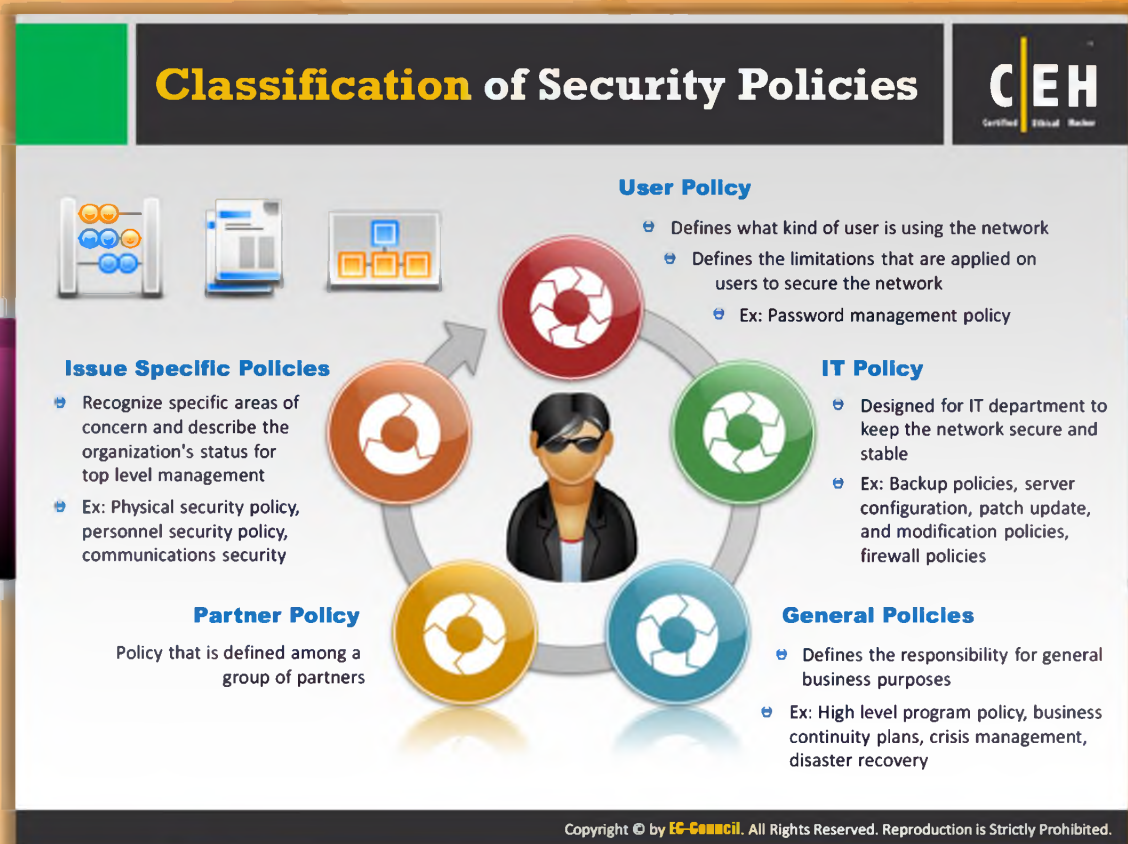 Classification of Security Policies
CEH
Certified Ethical Hacker
User Policy
Defines what kind of user is using the network
Defines the limitations that are applied on
users to secure the network
Ex: Password management policy
IT Policy
Designed for IT department to
keep the network secure and
stable
Ex: Backup policies, server
configuration, patch update,
and modification policies,
firewall policies
General Policies
Defines the responsibility for general
business purposes
Ex: High level program policy, business
continuity plans, crisis management,
disaster recovery
Partner Policy
Policy that is defined among a
group of partners
Issue Specific Policies
Recognize specific areas of
concern and describe the
organization's status for
top level management
Ex: Physical security policy,
personnel security policy,
communications security
Copyright © by EC-Council. All Rights Reserved. Reproduction is Strictly Prohibited.